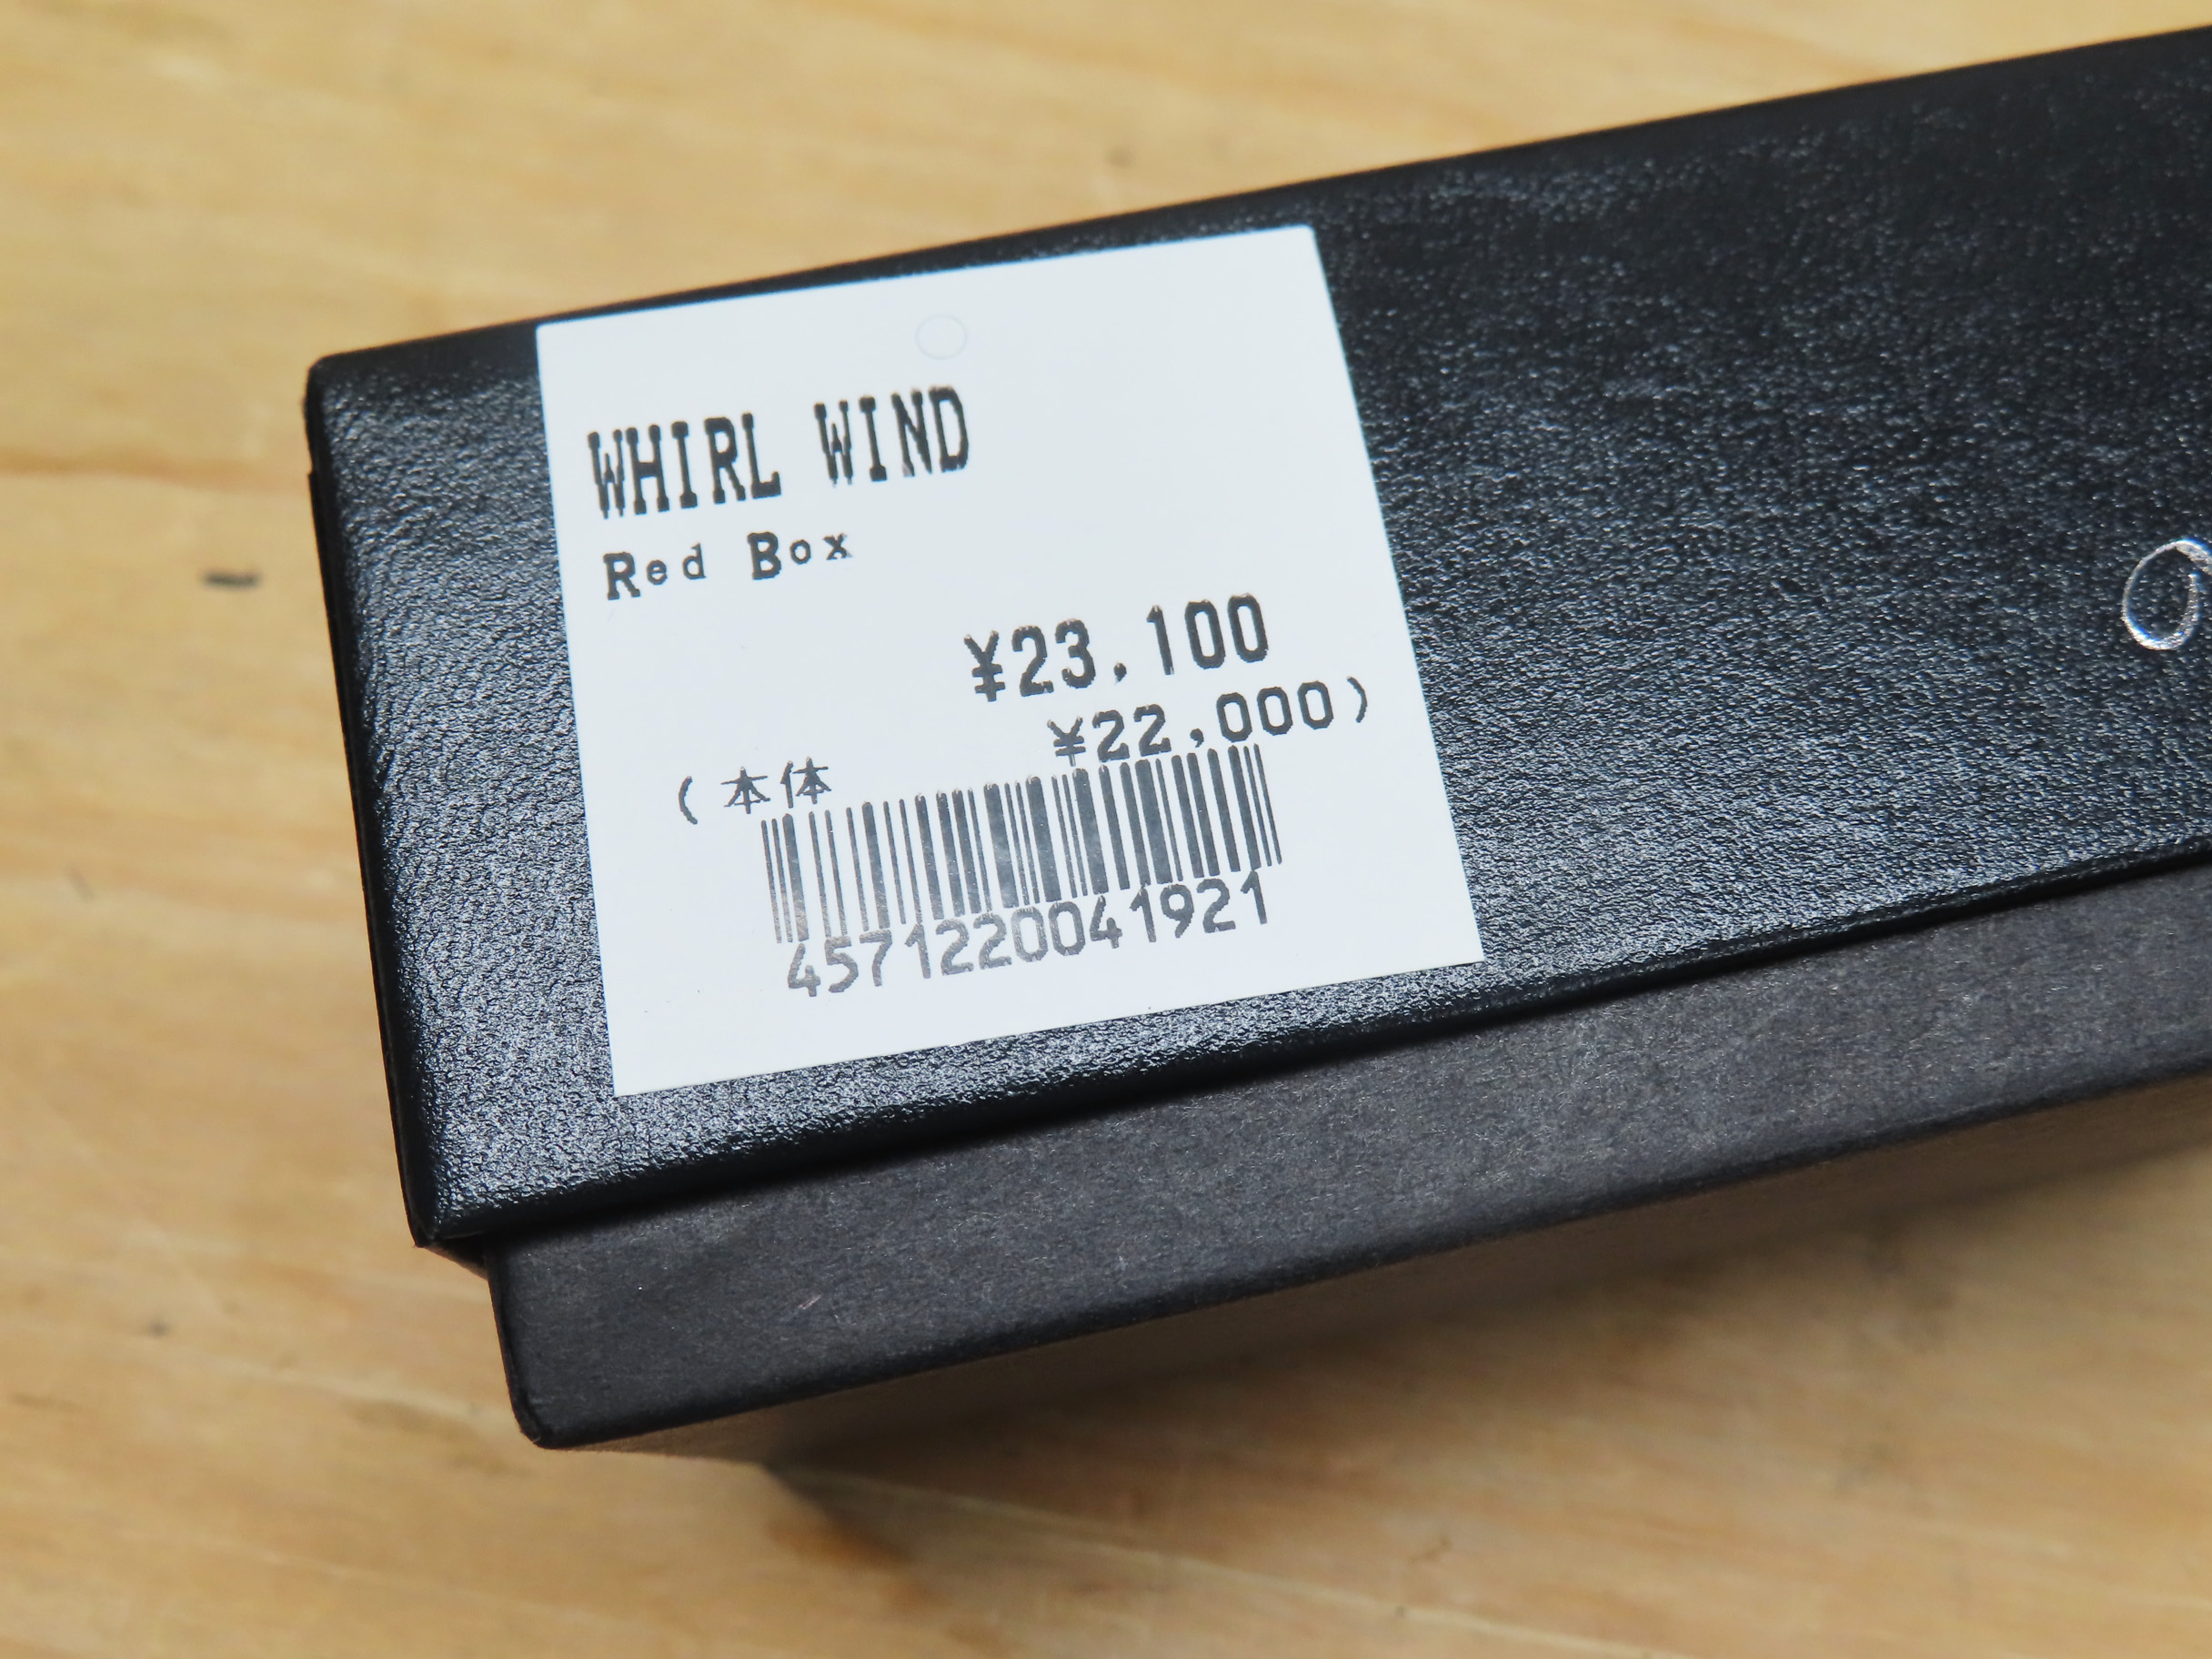 WHIRL WIND
Red Box
¥23,100
(本体 ¥22,000)
4571220041921